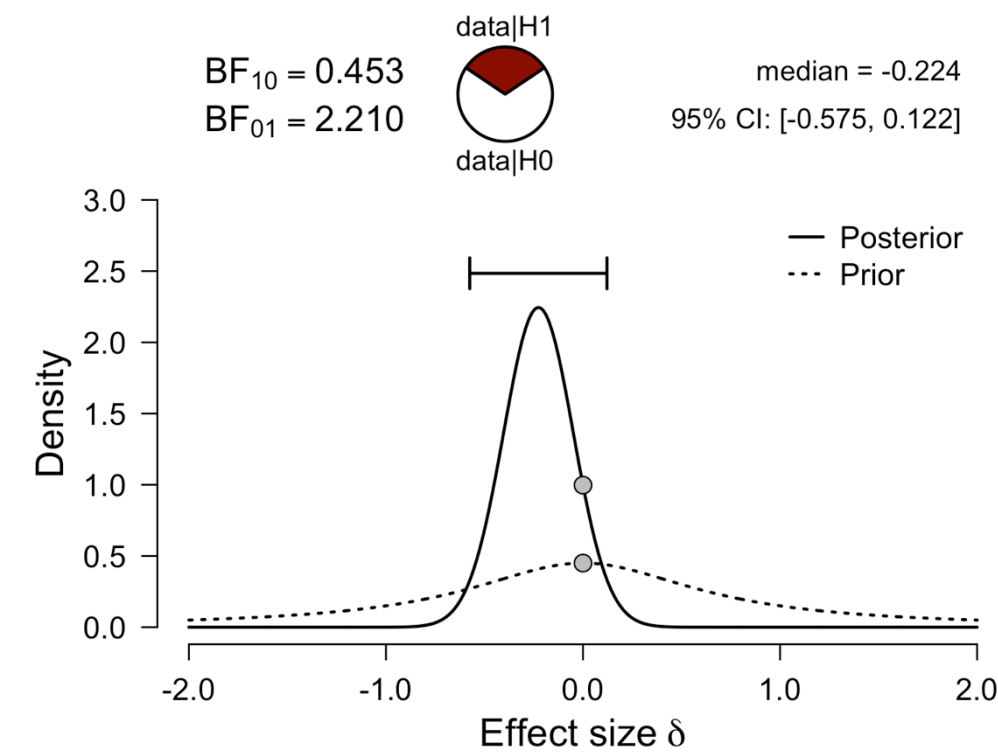 data|H1
BF₁₀ = 0.453
BF₀₁ = 2.210
median = -0.224
95% CI: [-0.575, 0.122]
data|H0
Posterior
Prior
Density
3.0
2.5
2.0
1.5
1.0
0.5
0.0
-2.0 -1.0 0.0 1.0 2.0
Effect size δ